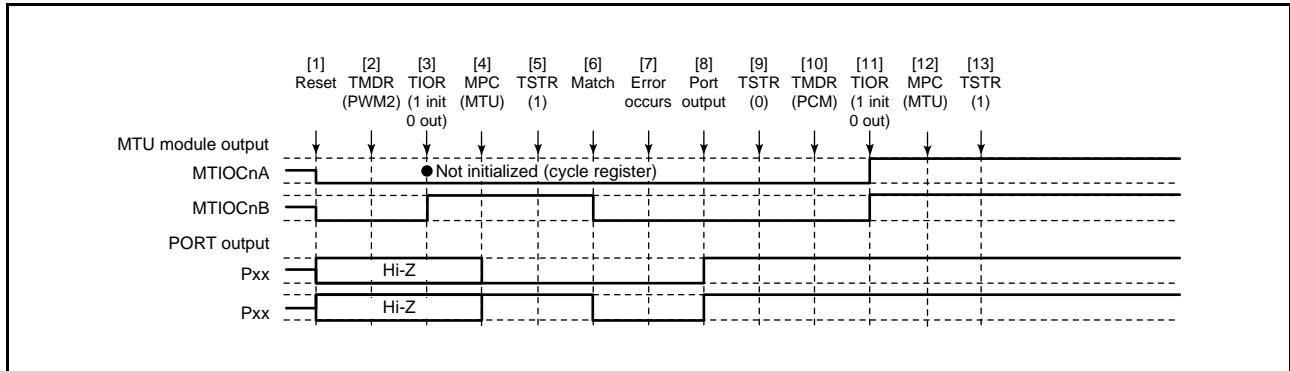 [1] [2] [3] [4] [5] [6] [7] [8] [9] [10] [11] [12] [13]
Reset TMDR TIOR MPC TSTR Match Error Port TSTR TMDR TIOR MPC TSTR
(PWM2) (1 init (MTU) (1) occurs output (0) (PCM) (1 init (MTU) (1)
0 out) 0 out)
MTU module output
MTIOCnA Not initialized (cycle register)
MTIOCnB
PORT output
Pxx Hi-Z
Pxx Hi-Z